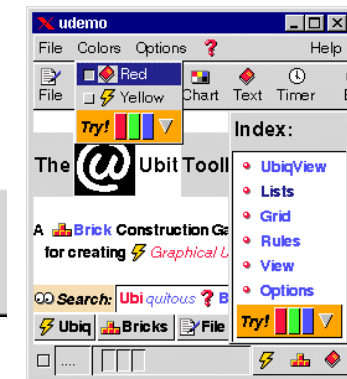 udemo
File Colors Options ? Help
Red
Yellow
File Chart Text Timer
Try!
Index:
The @ Ubit Tooll
UbiqView
Lists
Grid
Rules
View
Options
A Brick Construction Ga
for creating Graphical U
Search: Ubi quitous ? B
Try!
Ubiq Bricks File
....